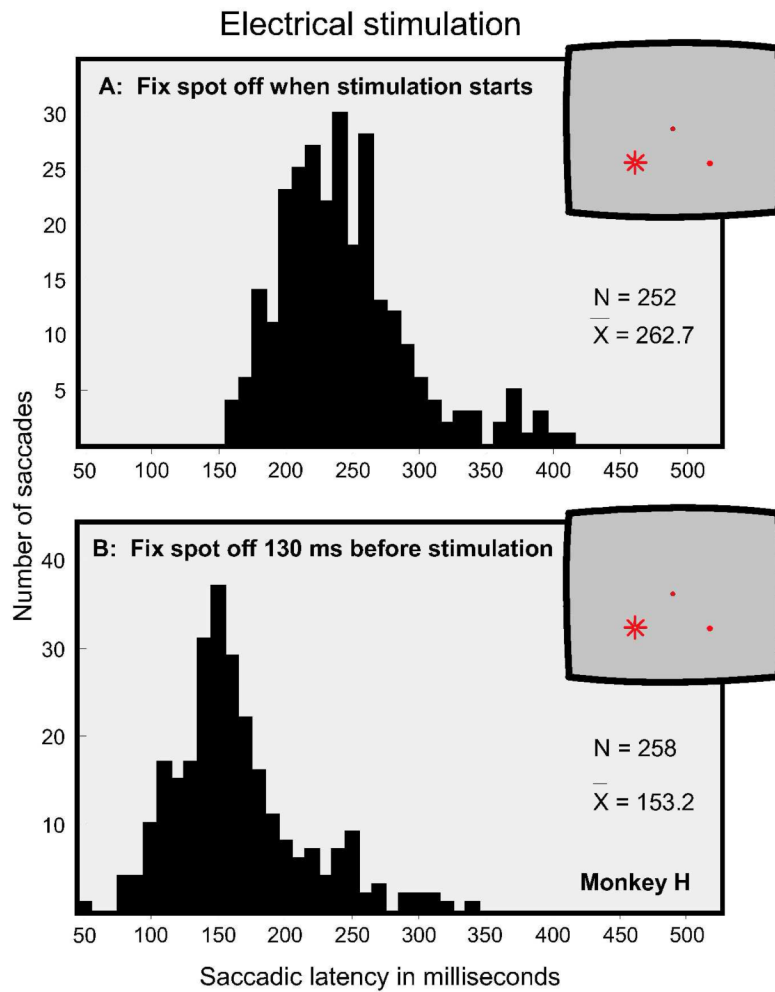 Electrical stimulation
A: Fix spot off when stimulation starts
30
25
20
15
10
5
N = 252
X̅ = 262.7
50 100 150 200 250 300 350 400 450 500
Number of saccades
B: Fix spot off 130 ms before stimulation
40
30
20
10
N = 258
X̅ = 153.2
Monkey H
50 100 150 200 250 300 350 400 450 500
Saccadic latency in milliseconds